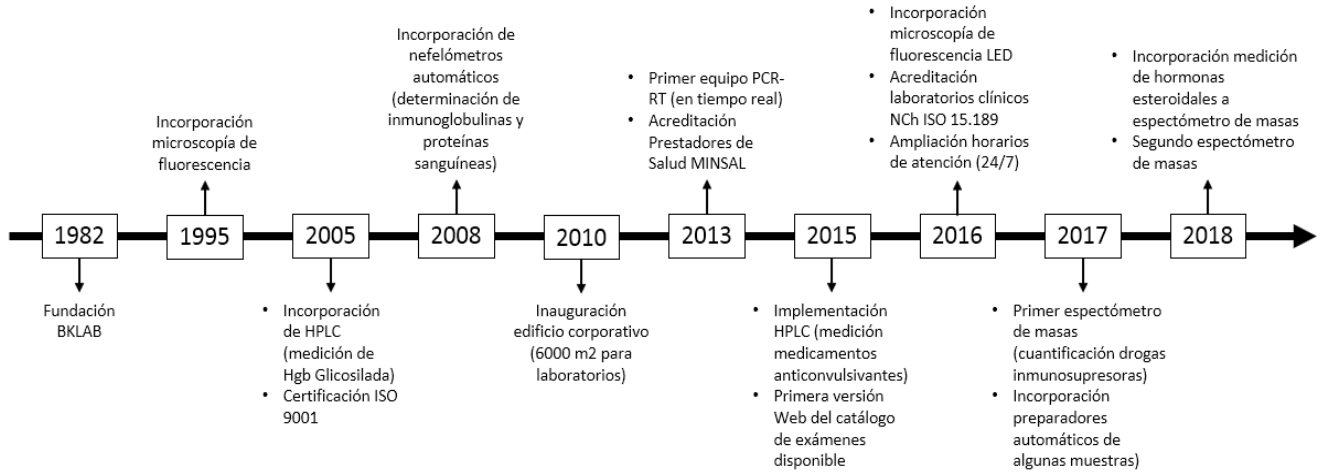 Incorporación
microscopía de
fluorescencia
Incorporación de
nefelómetros
automáticos
(determinación de
inmunoglobulinas y
proteínas
sanguíneas)
• Primer equipo PCR-
RT (en tiempo real)
• Acreditación
Prestadores de
Salud MINSAL
• Incorporación
microscopía de
fluorescencia LED
• Acreditación
laboratorios clínicos
NCh ISO 15.189
• Ampliación horarios
de atención (24/7)
• Incorporación medición
de hormonas
esteroidales a
espectómetro de masas
• Segundo espectómetro
de masas
1982 1995 2005 2008 2010 2013 2015 2016 2017 2018
Fundación
BKLAB
• Incorporación
de HPLC
(medición de
Hgb Glicosilada)
• Certificación ISO
9001
Inauguración
edificio corporativo
(6000 m2 para
laboratorios)
• Implementación
HPLC (medición
medicamentos
anticonvulsivantes)
• Primera versión
Web del catálogo
de exámenes
disponible
• Primer espectómetro
de masas
(cuantificación drogas
inmunosupresoras)
• Incorporación
preparadores
automáticos de
algunas muestras)